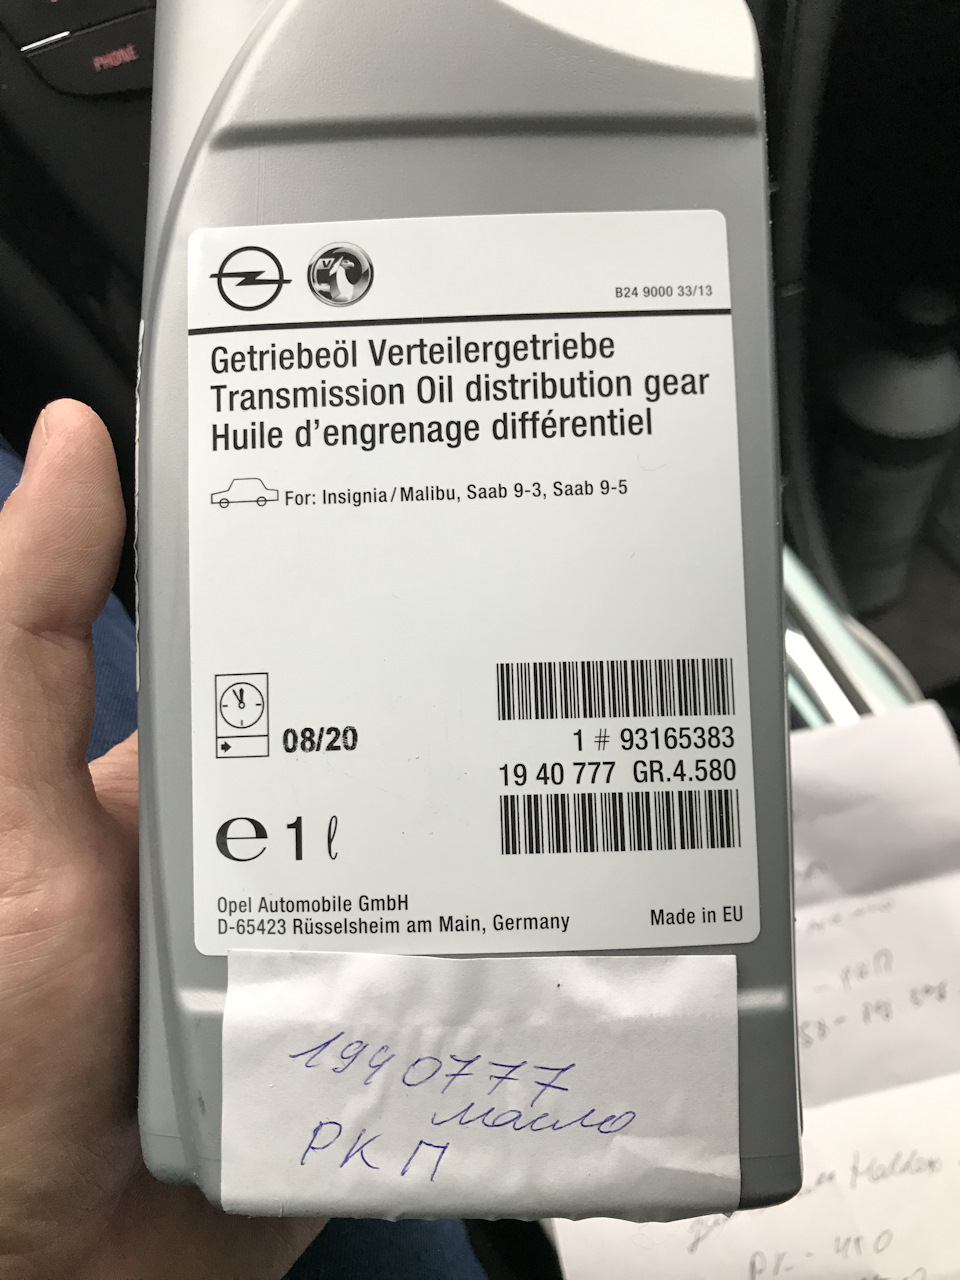 PHONE
B24 9000 33/13
Getriebeöl Verteilergetriebe
Transmission Oil distribution gear
Huile d'engrenage différentiel
For: Insignia/Malibu, Saab 9-3, Saab 9-5
08/20
1 # 93165383
19 40 777 GR.4.580
e 1 ℓ
Opel Automobile GmbH
D-65423 Rüsselsheim am Main, Germany
Made in EU
1940777
масло
РКП
Haldex